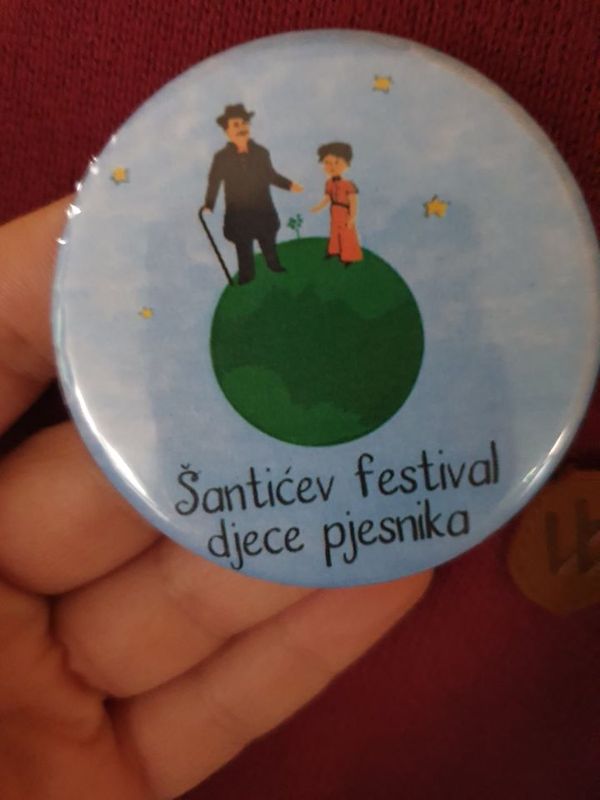 Šantićev festival
djece pjesnika